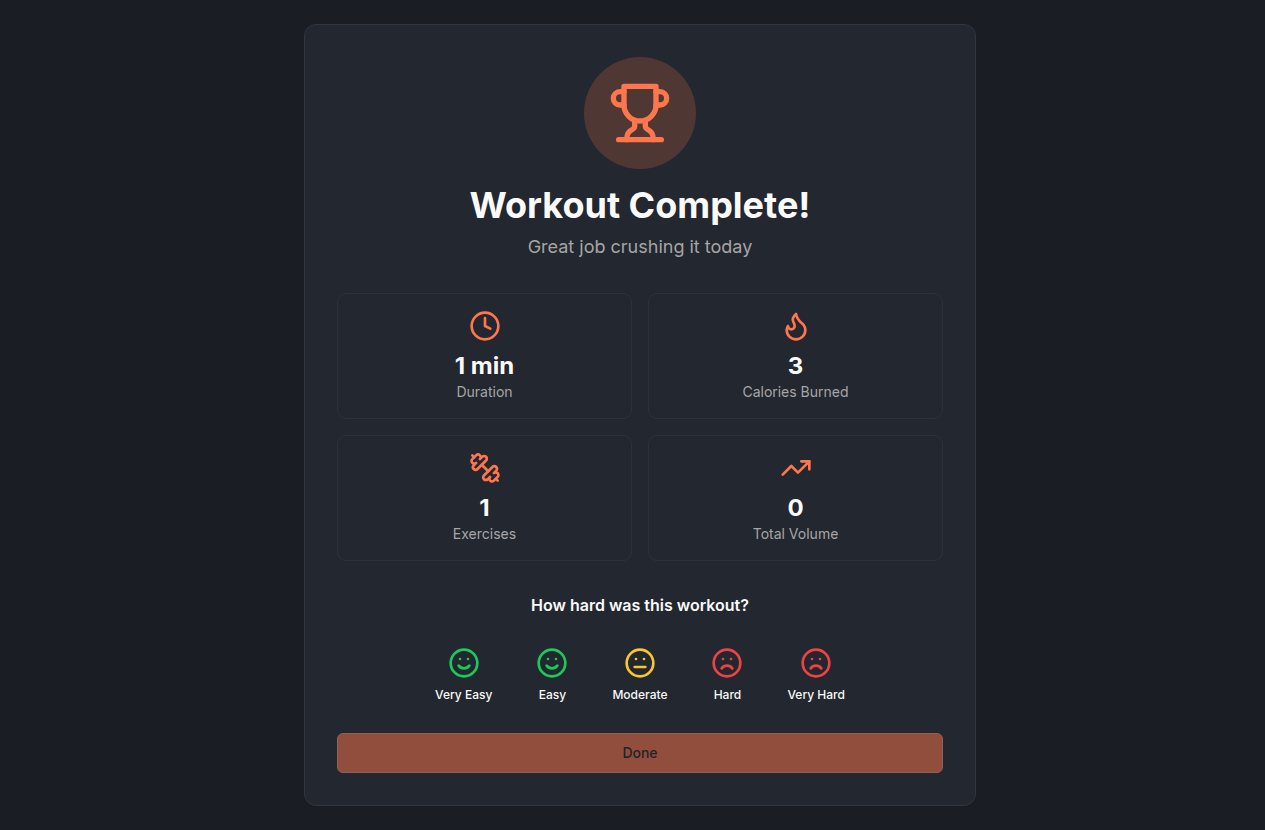 Workout Complete!
Great job crushing it today
1 min
Duration
3
Calories Burned
1
Exercises
0
Total Volume
How hard was this workout?
Very Easy
Easy
Moderate
Hard
Very Hard
Done